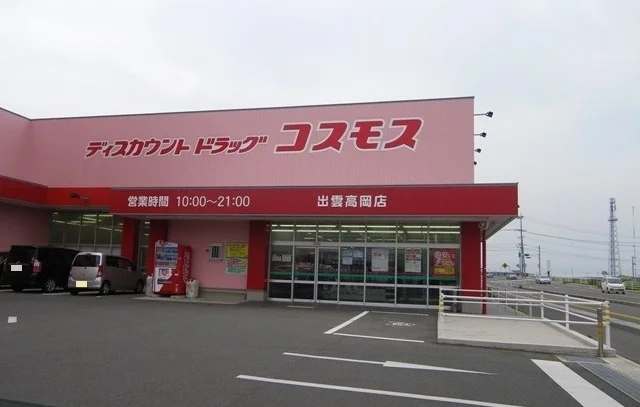 ディスカウント ドラッグ コスモス
営業時間 10:00〜21:00 出雲高岡店